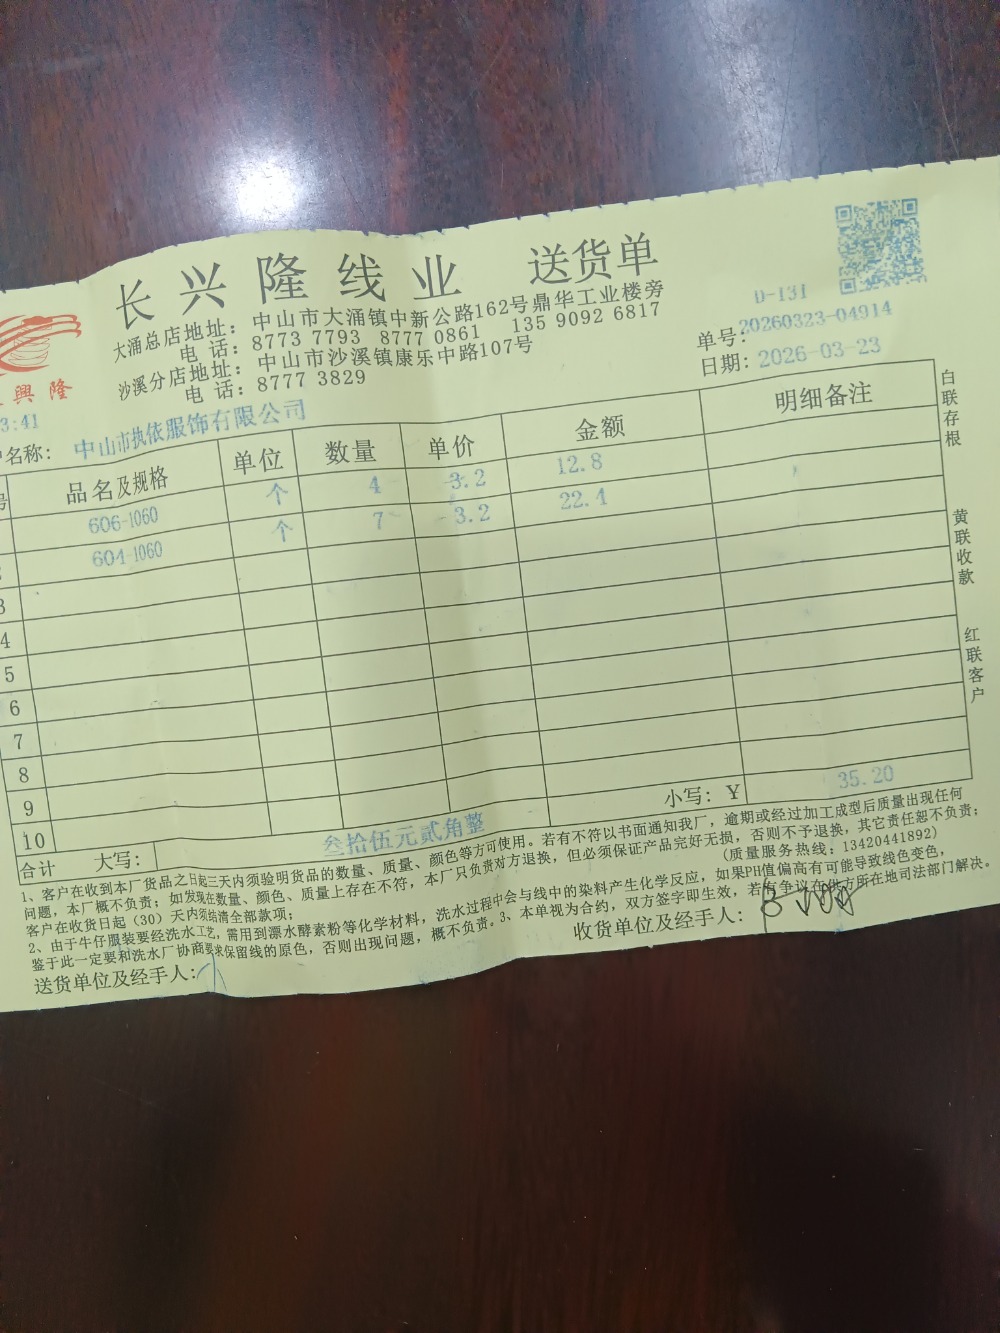 长兴隆线业 送货单
D-131
大涌总店地址：中山市大涌镇中新公路162号鼎华工业楼旁
电 话：8773 7793 8777 0861 135 9092 6817
单号：20260323-04914
沙溪分店地址：中山市沙溪镇康乐中路107号
日期：2026-03-23
电 话：8777 3829
興隆
3:41
名称： 中山市执依服饰有限公司
号 品名及规格 单位 数量 单价 金额 明细备注
606-1060 个 4 3.2 12.8
604-1060 个 7 3.2 22.4
3
4
5
6
7
8
9
10
小写：Y 35.20
合计 大写： 叁拾伍元贰角整
1、客户在收到本厂货品之日起三天内须验明货品的数量、质量、颜色等方可使用。若有不符以书面通知我厂，逾期或经过加工成型后质量出现任何
问题，本厂概不负责；如发现在数量、颜色、质量上存在不符，本厂只负责对方退换，但必须保证产品完好无损，否则不予退换，其它责任恕不负责；
客户在收货日起（30）天内须结清全部款项；
（质量服务热线：13420441892）
2、由于牛仔服装要经洗水工艺，需用到漂水酵素粉等化学材料，洗水过程中会与线中的染料产生化学反应，如果PH值偏高有可能导致线色变色，
鉴于此一定要和洗水厂协商要求保留线的原色，否则出现问题，概不负责。3、本单视为合约，双方签字即生效，若有争议在供方所在地司法部门解决。
送货单位及经手人：
收货单位及经手人：
白联存根
黄联收款
红联客户